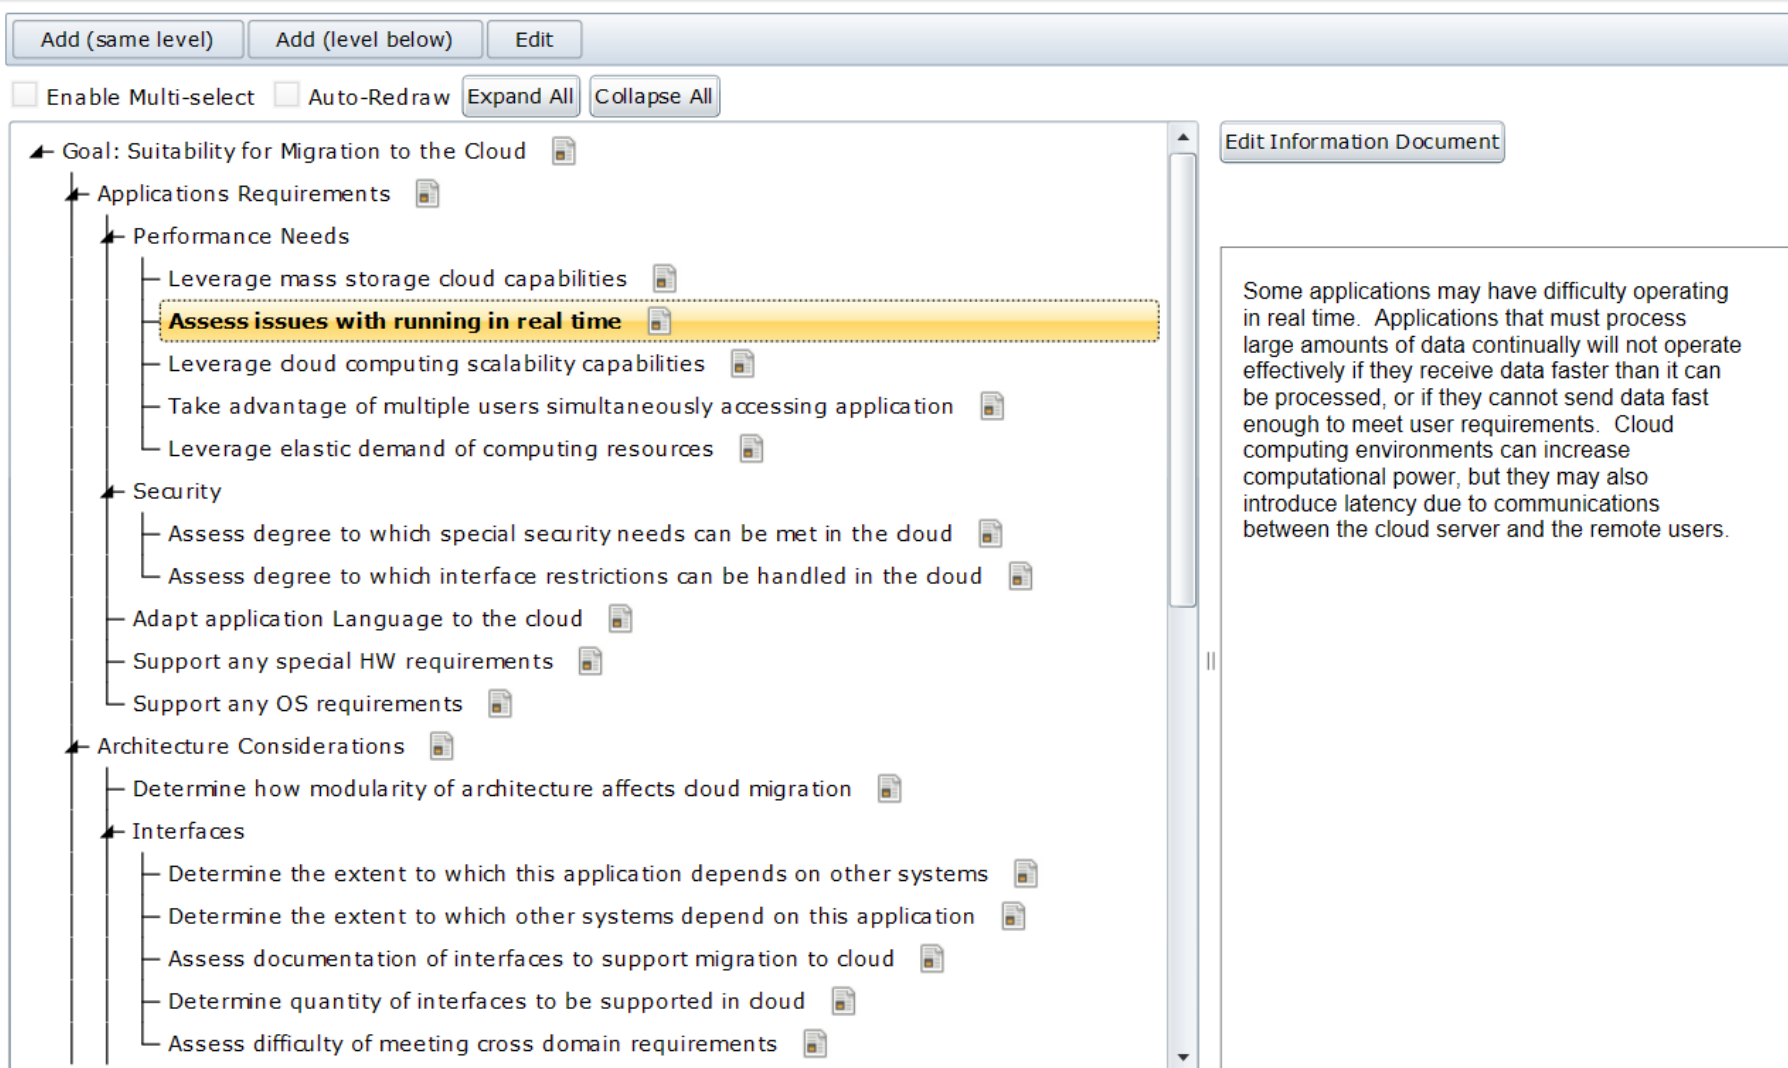 Add (same level) Add (level below) Edit
Enable Multi-select Auto-Redraw Expand All Collapse All
Goal: Suitability for Migration to the Cloud
Applications Requirements
Performance Needs
Leverage mass storage cloud capabilities
Assess issues with running in real time
Leverage cloud computing scalability capabilities
Take advantage of multiple users simultaneously accessing application
Leverage elastic demand of computing resources
Security
Assess degree to which special security needs can be met in the cloud
Assess degree to which interface restrictions can be handled in the cloud
Adapt application Language to the cloud
Support any special HW requirements
Support any OS requirements
Architecture Considerations
Determine how modularity of architecture affects cloud migration
Interfaces
Determine the extent to which this application depends on other systems
Determine the extent to which other systems depend on this application
Assess documentation of interfaces to support migration to cloud
Determine quantity of interfaces to be supported in cloud
Assess difficulty of meeting cross domain requirements
Edit Information Document
Some applications may have difficulty operating
in real time. Applications that must process
large amounts of data continually will not operate
effectively if they receive data faster than it can
be processed, or if they cannot send data fast
enough to meet user requirements. Cloud
computing environments can increase
computational power, but they may also
introduce latency due to communications
between the cloud server and the remote users.